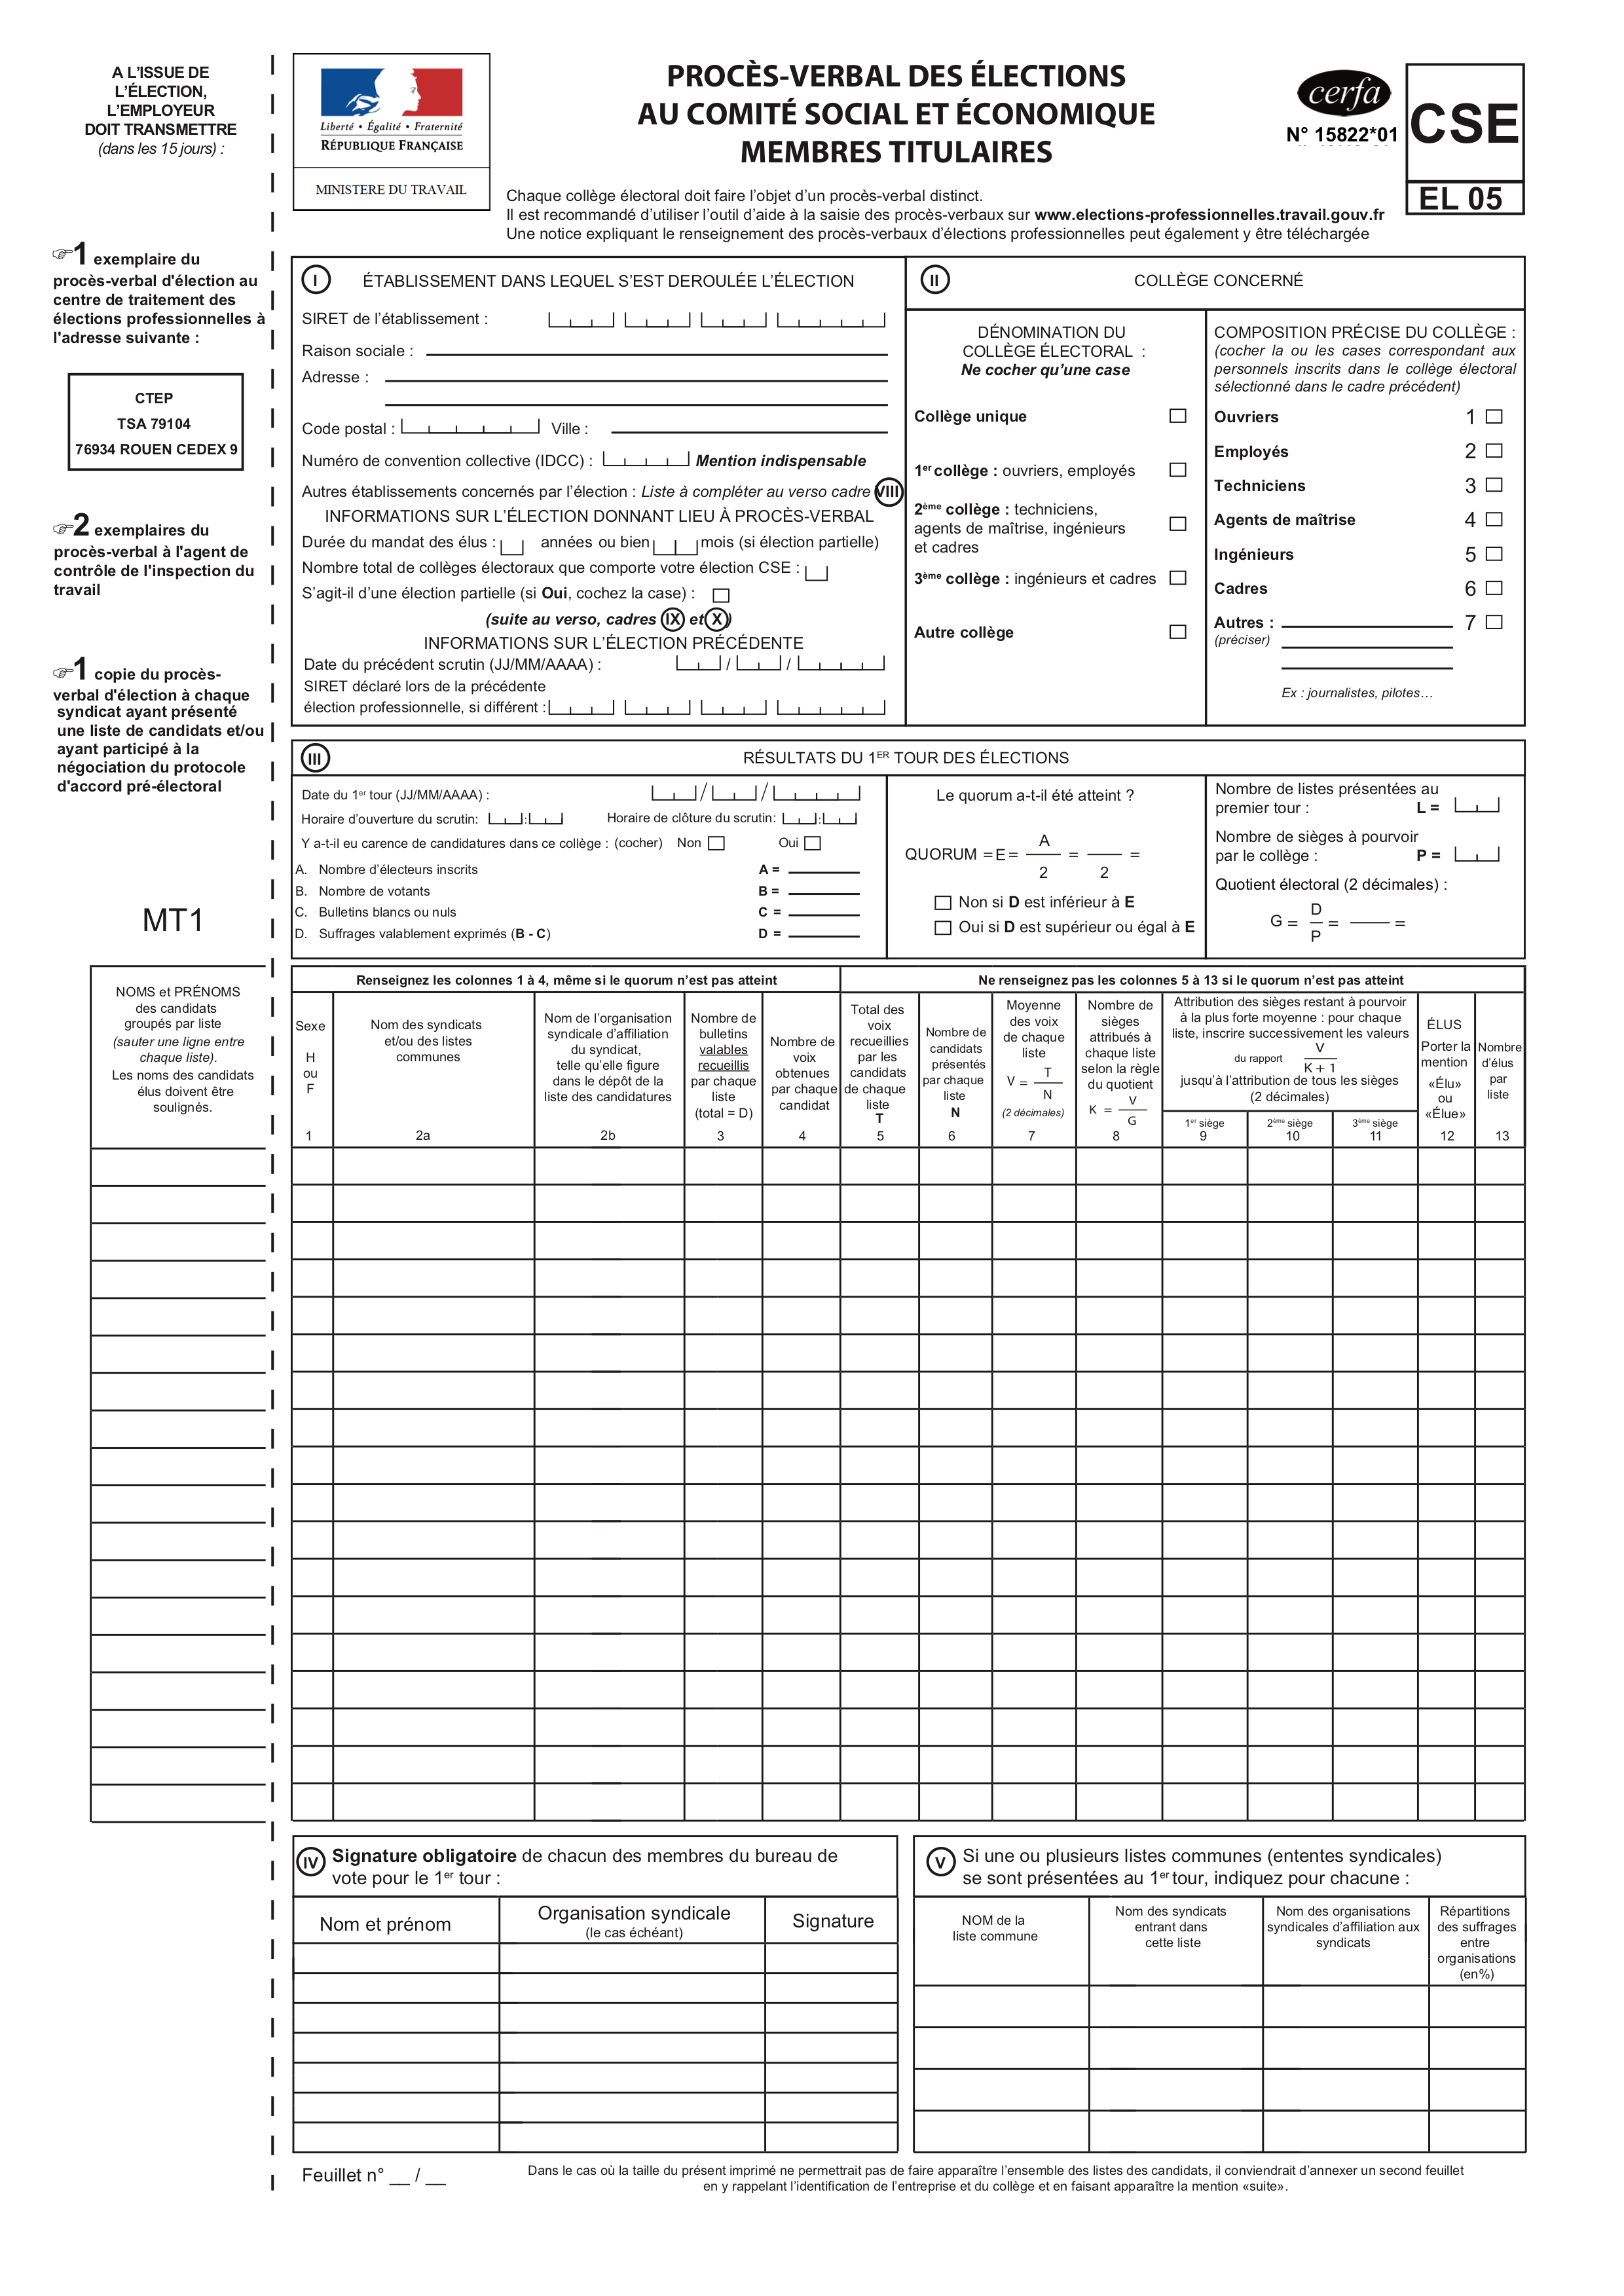 A L’ISSUE DE
L’ÉLECTION,
L’EMPLOYEUR
DOIT TRANSMETTRE
(dans les 15 jours) :
☞1 exemplaire du
procès-verbal d'élection au
centre de traitement des
élections professionnelles à
l'adresse suivante :
CTEP
TSA 79104
76934 ROUEN CEDEX 9
☞2 exemplaires du
procès-verbal à l'agent de
contrôle de l'inspection du
travail
☞1 copie du procès-
verbal d'élection à chaque
syndicat ayant présenté
une liste de candidats et/ou
ayant participé à la
négociation du protocole
d'accord pré-électoral
MT1
Liberté • Égalité • Fraternité
RÉPUBLIQUE FRANÇAISE
MINISTERE DU TRAVAIL
PROCÈS-VERBAL DES ÉLECTIONS
AU COMITÉ SOCIAL ET ÉCONOMIQUE
MEMBRES TITULAIRES
cerfa
N° 15822*01
CSE
EL 05
Chaque collège électoral doit faire l’objet d’un procès-verbal distinct.
Il est recommandé d’utiliser l’outil d’aide à la saisie des procès-verbaux sur www.elections-professionnelles.travail.gouv.fr
Une notice expliquant le renseignement des procès-verbaux d’élections professionnelles peut également y être téléchargée
I ÉTABLISSEMENT DANS LEQUEL S’EST DEROULÉE L’ÉLECTION
SIRET de l’établissement :
Raison sociale :
Adresse :
Code postal : Ville :
Numéro de convention collective (IDCC) : Mention indispensable
Autres établissements concernés par l’élection : Liste à compléter au verso cadre VIII
INFORMATIONS SUR L’ÉLECTION DONNANT LIEU À PROCÈS-VERBAL
Durée du mandat des élus : années ou bien mois (si élection partielle)
Nombre total de collèges électoraux que comporte votre élection CSE :
S’agit-il d’une élection partielle (si Oui, cochez la case) :
(suite au verso, cadres IX et X)
INFORMATIONS SUR L’ÉLECTION PRÉCÉDENTE
Date du précédent scrutin (JJ/MM/AAAA) : / /
SIRET déclaré lors de la précédente
élection professionnelle, si différent :
II COLLÈGE CONCERNÉ
DÉNOMINATION DU
COLLÈGE ÉLECTORAL :
Ne cocher qu’une case
Collège unique
1er collège : ouvriers, employés
2ème collège : techniciens,
agents de maîtrise, ingénieurs
et cadres
3ème collège : ingénieurs et cadres
Autre collège
COMPOSITION PRÉCISE DU COLLÈGE :
(cocher la ou les cases correspondant aux
personnels inscrits dans le collège électoral
sélectionné dans le cadre précédent)
Ouvriers 1
Employés 2
Techniciens 3
Agents de maîtrise 4
Ingénieurs 5
Cadres 6
Autres : 7
(préciser)
Ex : journalistes, pilotes…
III RÉSULTATS DU 1ER TOUR DES ÉLECTIONS
Date du 1er tour (JJ/MM/AAAA) : / /
Horaire d’ouverture du scrutin: : Horaire de clôture du scrutin: :
Y a-t-il eu carence de candidatures dans ce collège : (cocher) Non Oui
A. Nombre d’électeurs inscrits A =
B. Nombre de votants B =
C. Bulletins blancs ou nuls C =
D. Suffrages valablement exprimés (B - C) D =
Le quorum a-t-il été atteint ?
A
QUORUM = E = = =
2 2
Non si D est inférieur à E
Oui si D est supérieur ou égal à E
Nombre de listes présentées au
premier tour : L =
Nombre de sièges à pourvoir
par le collège : P =
Quotient électoral (2 décimales) :
D
G = = =
P
NOMS et PRÉNOMS
des candidats
groupés par liste
(sauter une ligne entre
chaque liste).
Les noms des candidats
élus doivent être
soulignés.
Renseignez les colonnes 1 à 4, même si le quorum n’est pas atteint
Ne renseignez pas les colonnes 5 à 13 si le quorum n’est pas atteint
Sexe
H
ou
F
1
Nom des syndicats
et/ou des listes
communes
2a
Nom de l’organisation
syndicale d’affiliation
du syndicat,
telle qu’elle figure
dans le dépôt de la
liste des candidatures
2b
Nombre de
bulletins
valables
recueillis
par chaque
liste
(total = D)
3
Nombre de
voix
obtenues
par chaque
candidat
4
Total des
voix
recueillies
par les
candidats
de chaque
liste
T
5
Nombre de
candidats
présentés
par chaque
liste
N
6
Moyenne
des voix
de chaque
liste
V = T
N
(2 décimales)
7
Nombre de
sièges
attribués à
chaque liste
selon la règle
du quotient
K = V
G
8
Attribution des sièges restant à pourvoir
à la plus forte moyenne : pour chaque
liste, inscrire successivement les valeurs
du rapport V
K + 1
jusqu’à l’attribution de tous les sièges
(2 décimales)
1er siège 2ème siège 3ème siège
9 10 11
ÉLUS
Porter la
mention
«Élu»
ou
«Élue»
12
Nombre
d’élus
par
liste
13
IV Signature obligatoire de chacun des membres du bureau de
vote pour le 1er tour :
Nom et prénom
Organisation syndicale
(le cas échéant)
Signature
V Si une ou plusieurs listes communes (ententes syndicales)
se sont présentées au 1er tour, indiquez pour chacune :
NOM de la
liste commune
Nom des syndicats
entrant dans
cette liste
Nom des organisations
syndicales d’affiliation aux
syndicats
Répartitions
des suffrages
entre
organisations
(en%)
Feuillet n° __ / __
Dans le cas où la taille du présent imprimé ne permettrait pas de faire apparaître l’ensemble des listes des candidats, il conviendrait d’annexer un second feuillet
en y rappelant l’identification de l’entreprise et du collège et en faisant apparaître la mention «suite».